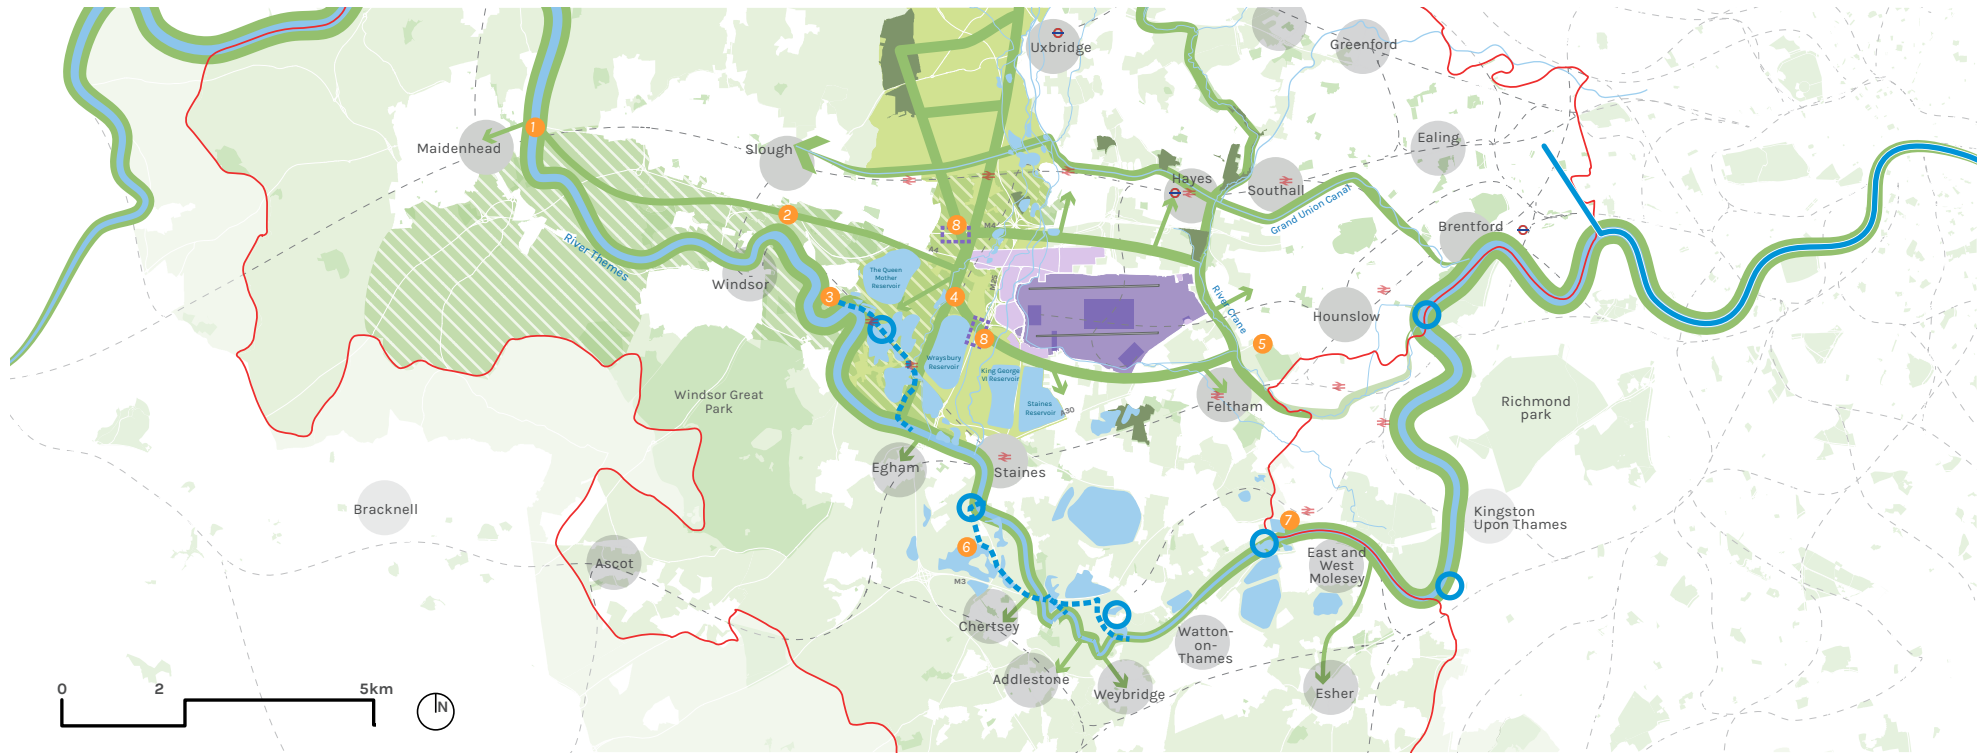 Uxbridge
Greenford
1
Maidenhead
Slough
Ealing
Hayes
Southall
Grand Union Canal
2
8
M4
A4
Brentford
River Themes
Windsor
The Queen
Mother
Reservoir
M25
3
4
River Crane
Hounslow
8
5
Wraysbury
Reservoir
King George
VI Reservoir
Staines
Reservoir
A30
Windsor Great
Park
Feltham
Richmond
park
Egham
Staines
Bracknell
Kingston
Upon Thames
7
6
Ascot
M3
East and
West
Molesey
Chertsey
Watton-
on-
Thames
Addlestone
Weybridge
Esher
0 2 5km
N